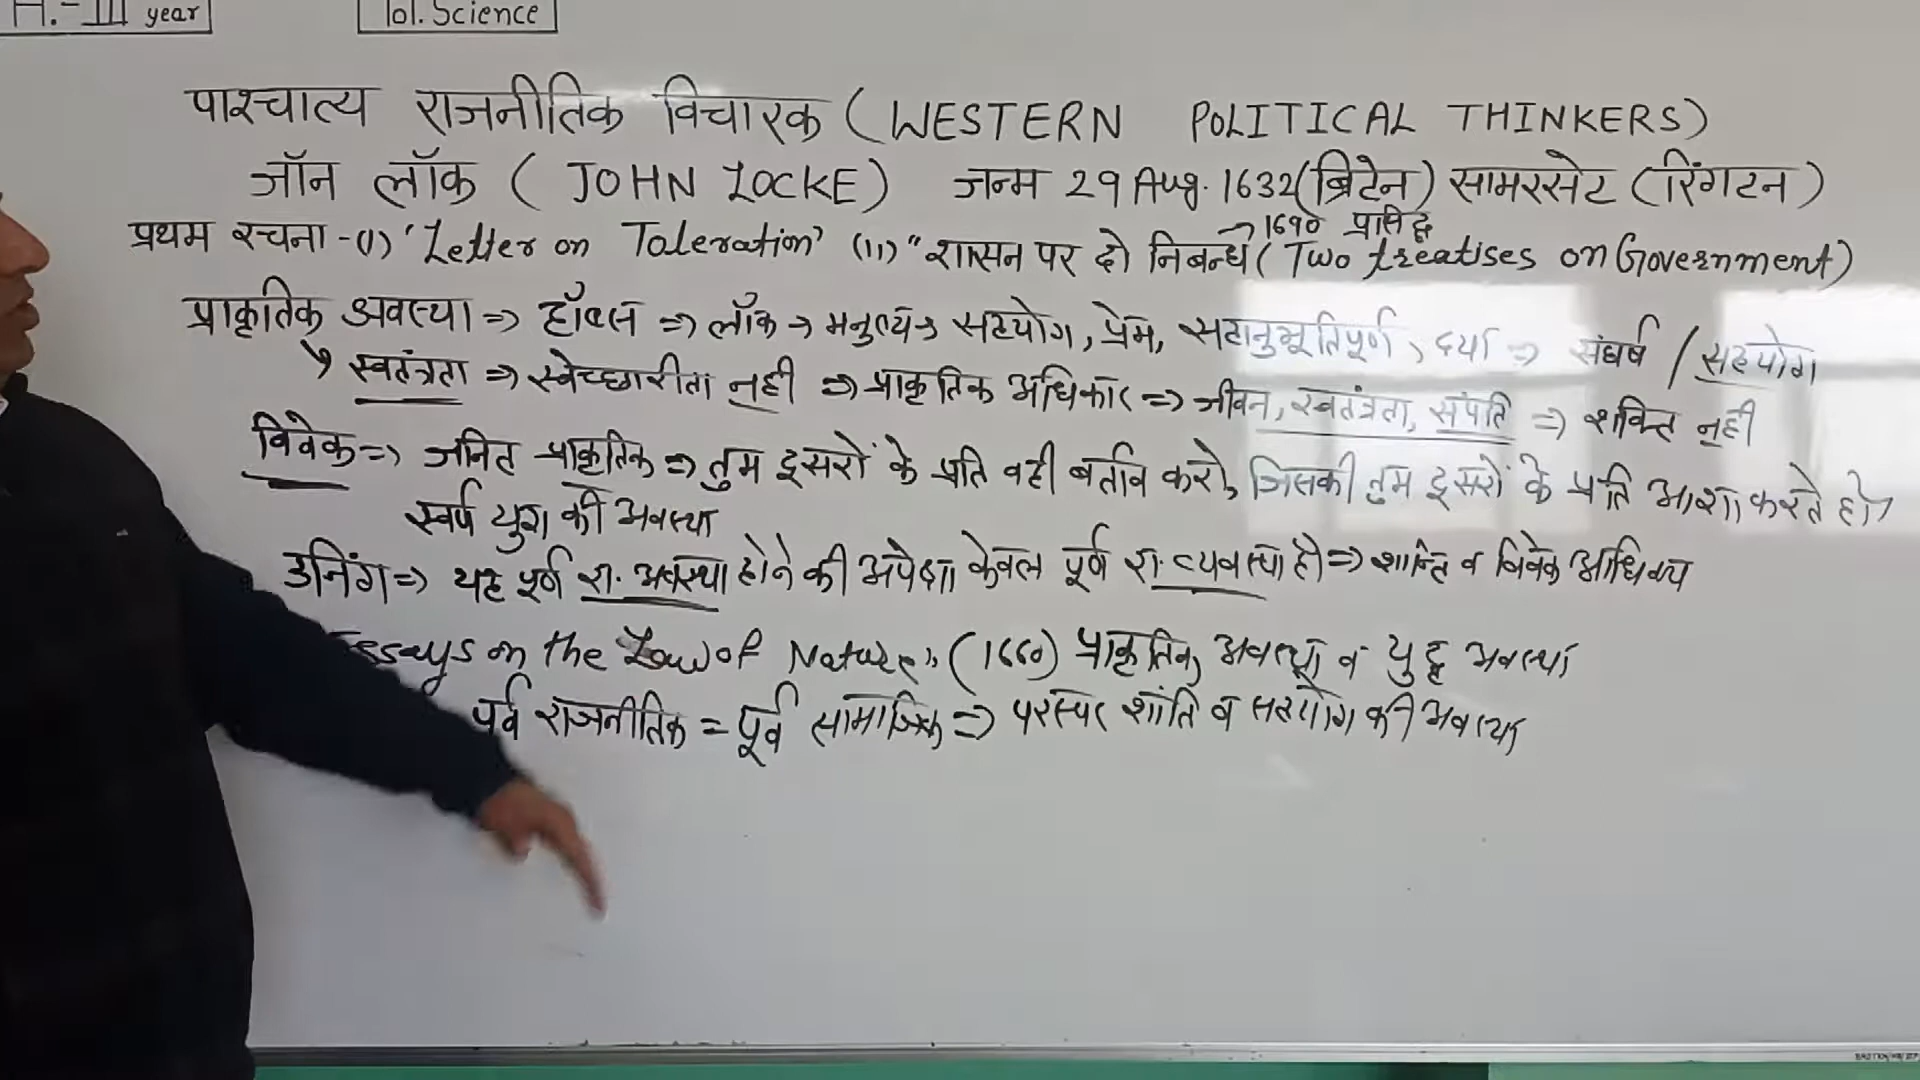 H.-III year
Pol. Science
पाश्चात्य राजनीतिक विचारक (WESTERN POLITICAL THINKERS)
जॉन लॉक (JOHN LOCKE) जन्म 29 Aug. 1632 (ब्रिटेन) सामरसेट (रिंगटन)
→ 1690 प्रसिद्ध
प्रथम रचना - (I) 'Letter on Toleration' (II) "शासन पर दो निबन्ध (Two treatises on Government)
प्राकृतिक अवस्था ⇒ हॉब्स ⇒ लॉक → मनुष्य → सहयोग, प्रेम, सहानुभूतिपूर्ण, दया ⇒ संघर्ष / सहयोग
स्वतंत्रता ⇒ स्वेच्छारीता नही ⇒ प्राकृतिक अधिकार ⇒ जीवन, स्वतंत्रता, संपति ⇒ शक्ति नही
विवेक ⇒ जनित प्राकृतिक ⇒ तुम दूसरों के प्रति वही बर्ताव करो, जिसकी तुम दूसरों के प्रति आशा करते हो
स्वर्ण युग की अवस्था
डनिंग ⇒ यह पूर्ण रा. अवस्था होने की अपेक्षा केवल पूर्ण रा. व्यवस्था है ⇒ शान्ति व विवेक आधिक्य
Essays on the Law of Nature" (1660) प्राकृतिक अवस्था व युद्ध अवस्था
पूर्व राजनीतिक = पूर्व सामाजिक ⇒ परस्पर शांति व सहयोग की अवस्था